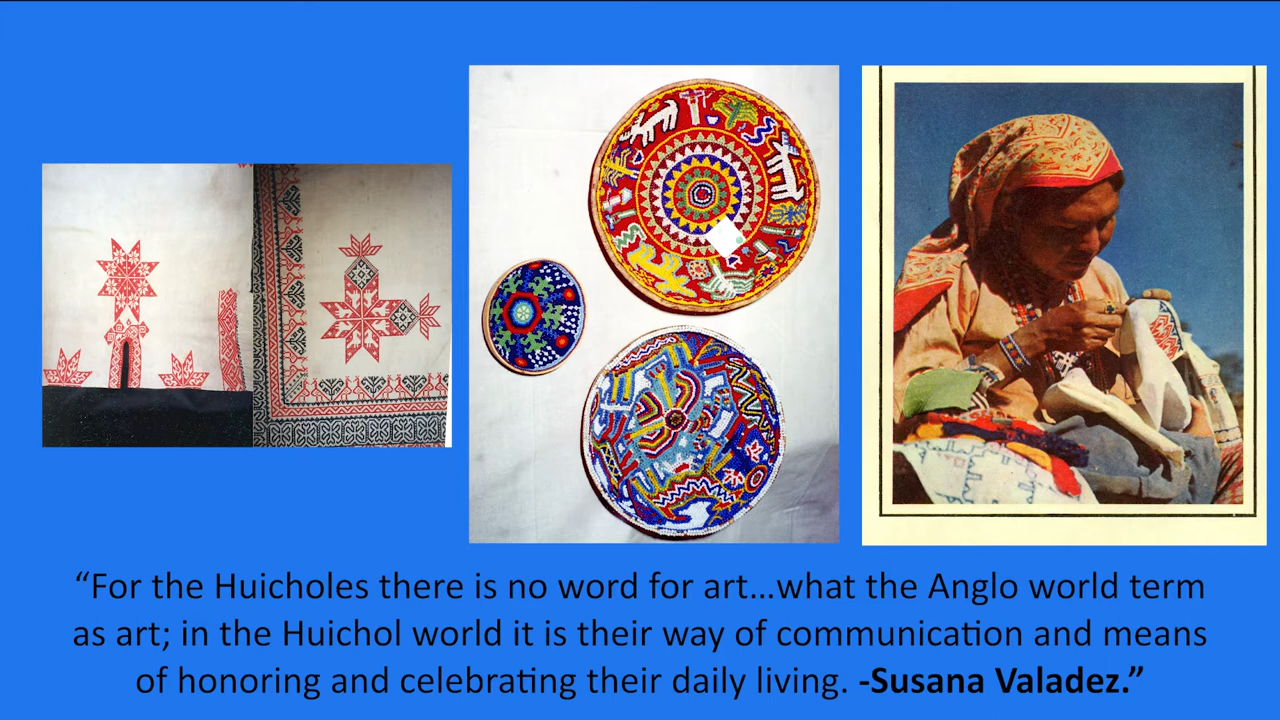 “For the Huicholes there is no word for art...what the Anglo world term
as art; in the Huichol world it is their way of communication and means
of honoring and celebrating their daily living. -Susana Valadez.”